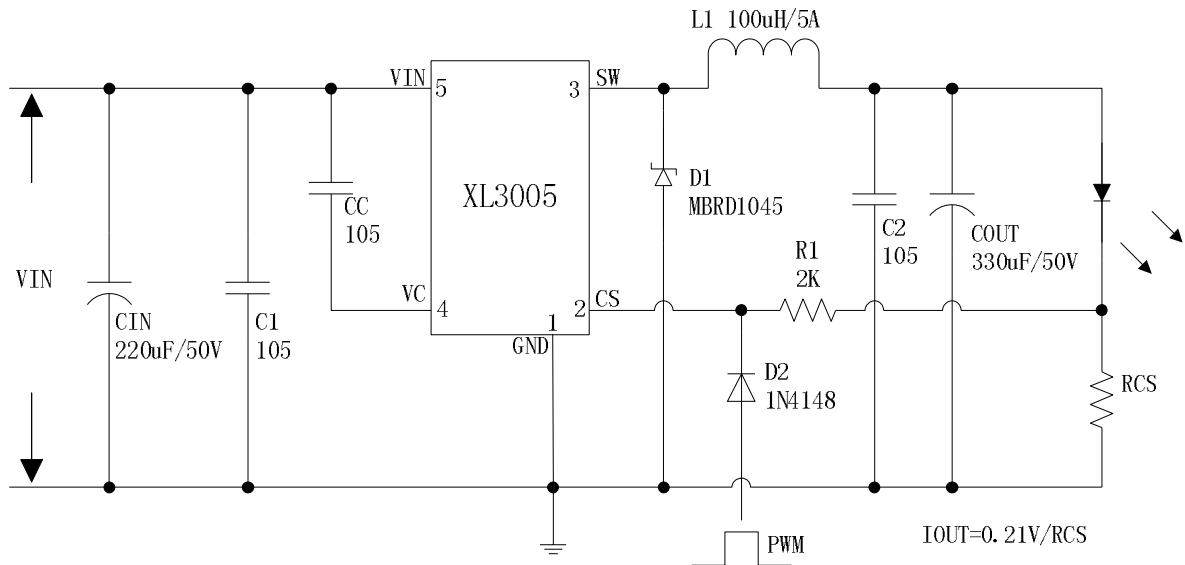 L1 100uH/5A
VIN
5
3
SW
XL3005
CC
105
D1
MBRD1045
R1
2K
C2
105
COUT
330uF/50V
VIN
VC
4
2
CS
1
GND
CIN
220uF/50V
C1
105
D2
1N4148
RCS
PWM
IOUT=0.21V/RCS